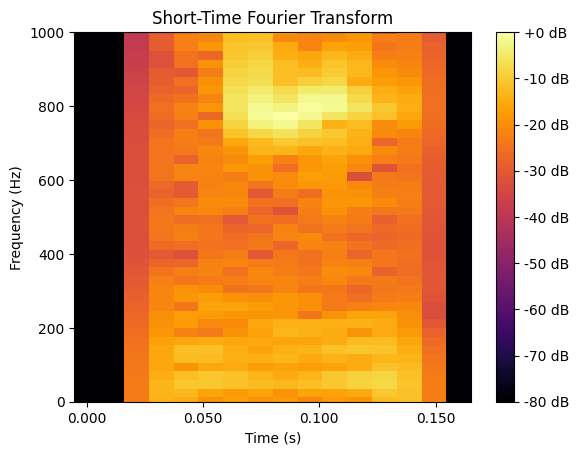 Short-Time Fourier Transform
1000
800
600
400
200
0
Frequency (Hz)
0.000
0.050
0.100
0.150
Time (s)
+0 dB
-10 dB
-20 dB
-30 dB
-40 dB
-50 dB
-60 dB
-70 dB
-80 dB